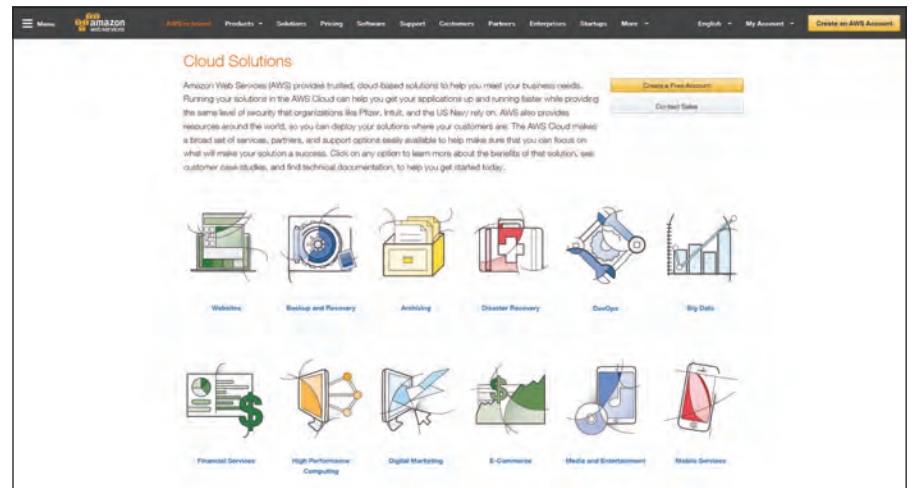 Menu
amazon
web services
AWS re:Invent Products Solutions Pricing Software Support Customers Partners Enterprises Startups More English My Account Create an AWS Account
Cloud Solutions
Amazon Web Services (AWS) provides trusted, cloud-based solutions to help you meet your business needs.
Running your solutions in the AWS Cloud can help you get your applications up and running faster while providing
the same level of security that organizations like Pfizer, Intuit, and the US Navy rely on. AWS also provides
resources around the world, so you can deploy your solutions where your customers are. The AWS Cloud makes
a broad set of services, partners, and support options easily available to help make sure that you can focus on
what will make your solution a success. Click on any option to learn more about the benefits of that solution, see
customer case studies, and find technical documentation, to help you get started today.
Create a Free Account
Contact Sales
Websites
Backup and Recovery
Archiving
Disaster Recovery
DevOps
Big Data
Financial Services
High Performance
Computing
Digital Marketing
E-Commerce
Media and Entertainment
Mobile Services